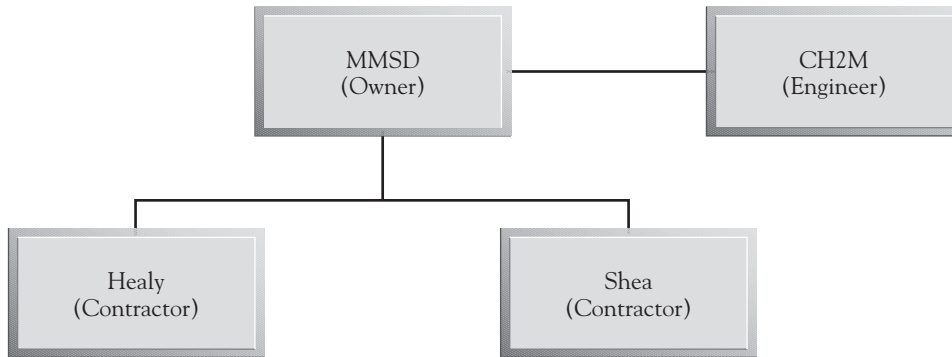 MMSD
(Owner)
CH2M
(Engineer)
Healy
(Contractor)
Shea
(Contractor)